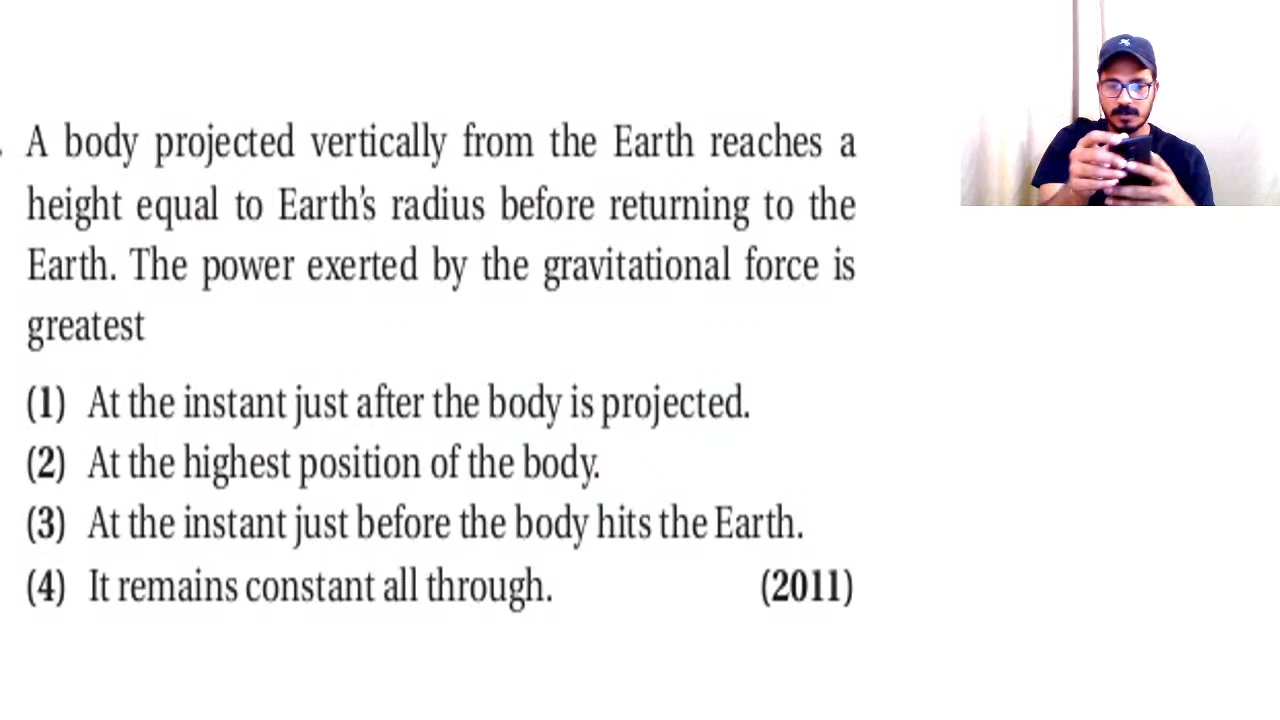 A body projected vertically from the Earth reaches a
height equal to Earth's radius before returning to the
Earth. The power exerted by the gravitational force is
greatest
(1) At the instant just after the body is projected.
(2) At the highest position of the body.
(3) At the instant just before the body hits the Earth.
(4) It remains constant all through. (2011)